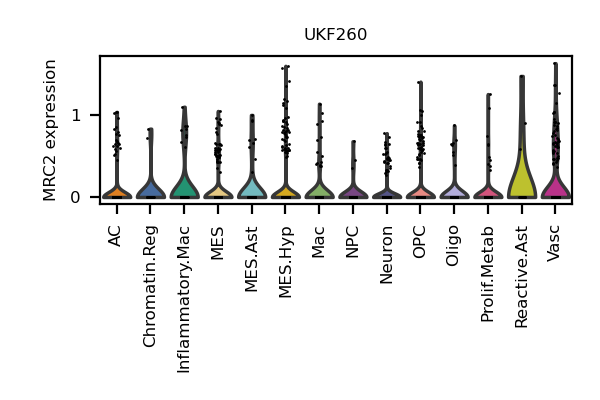 UKF260
MRC2 expression
1
0
AC
Chromatin.Reg
Inflammatory.Mac
MES
MES.Ast
MES.Hyp
Mac
NPC
Neuron
OPC
Oligo
Prolif.Metab
Reactive.Ast
Vasc